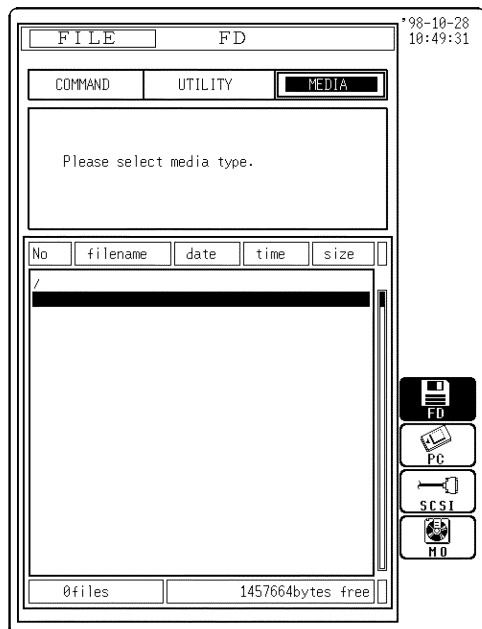 '98-10-28
FILE FD 10:49:31
COMMAND UTILITY MEDIA
Please select media type.
No filename date time size
/
FD
PC
SCSI
MO
0files 1457664bytes free